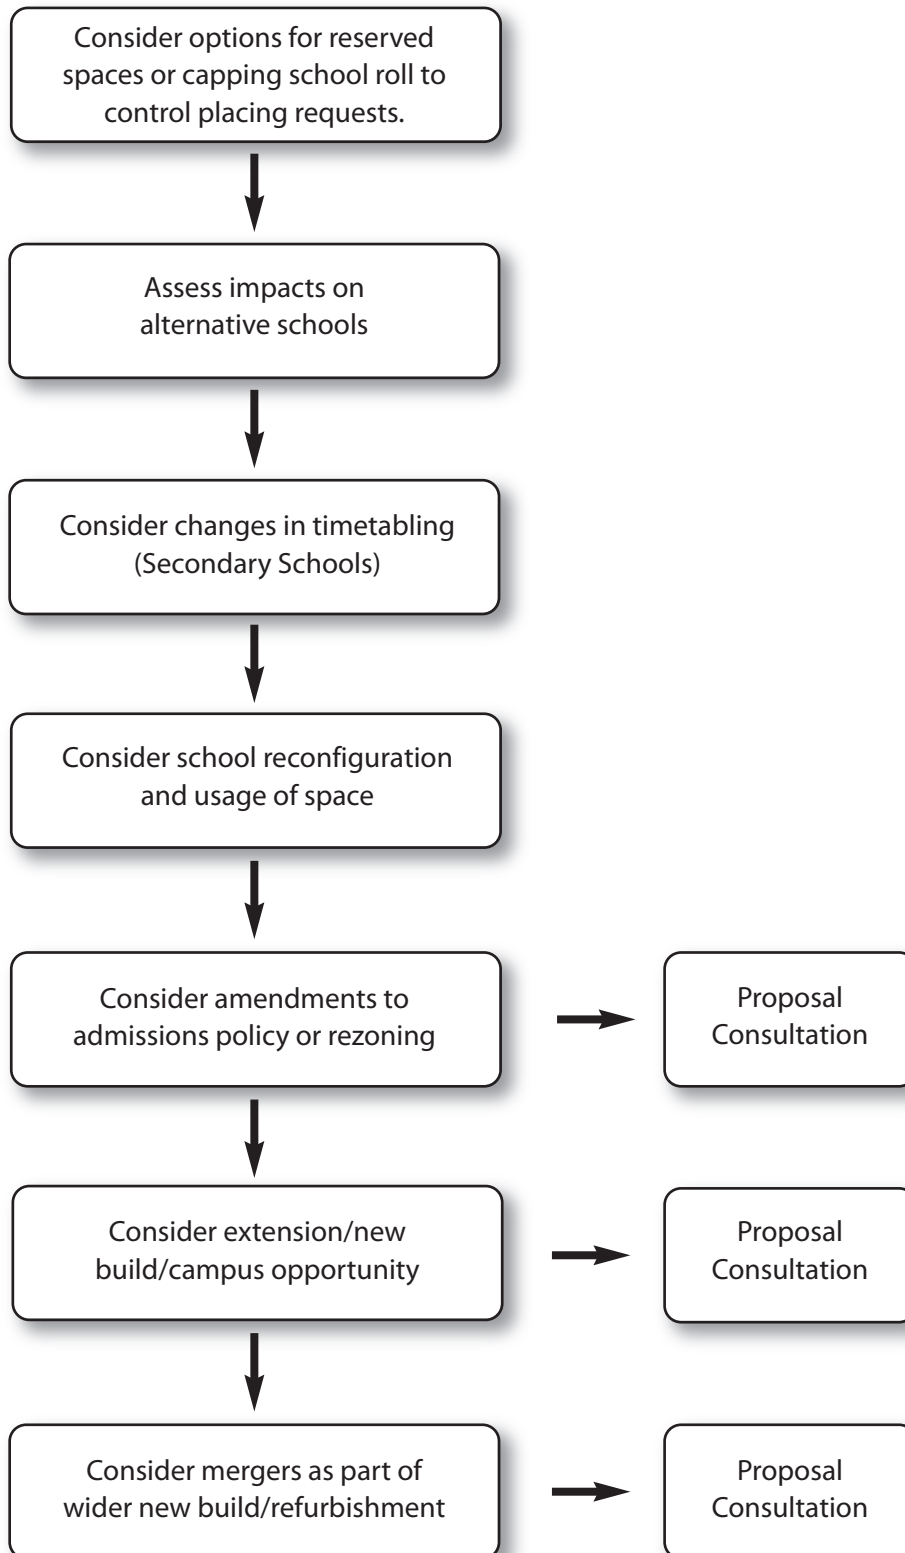 Consider options for reserved
spaces or capping school roll to
control placing requests.
Assess impacts on
alternative schools
Consider changes in timetabling
(Secondary Schools)
Consider school reconfiguration
and usage of space
Consider amendments to
admissions policy or rezoning
Proposal
Consultation
Consider extension/new
build/campus opportunity
Proposal
Consultation
Consider mergers as part of
wider new build/refurbishment
Proposal
Consultation